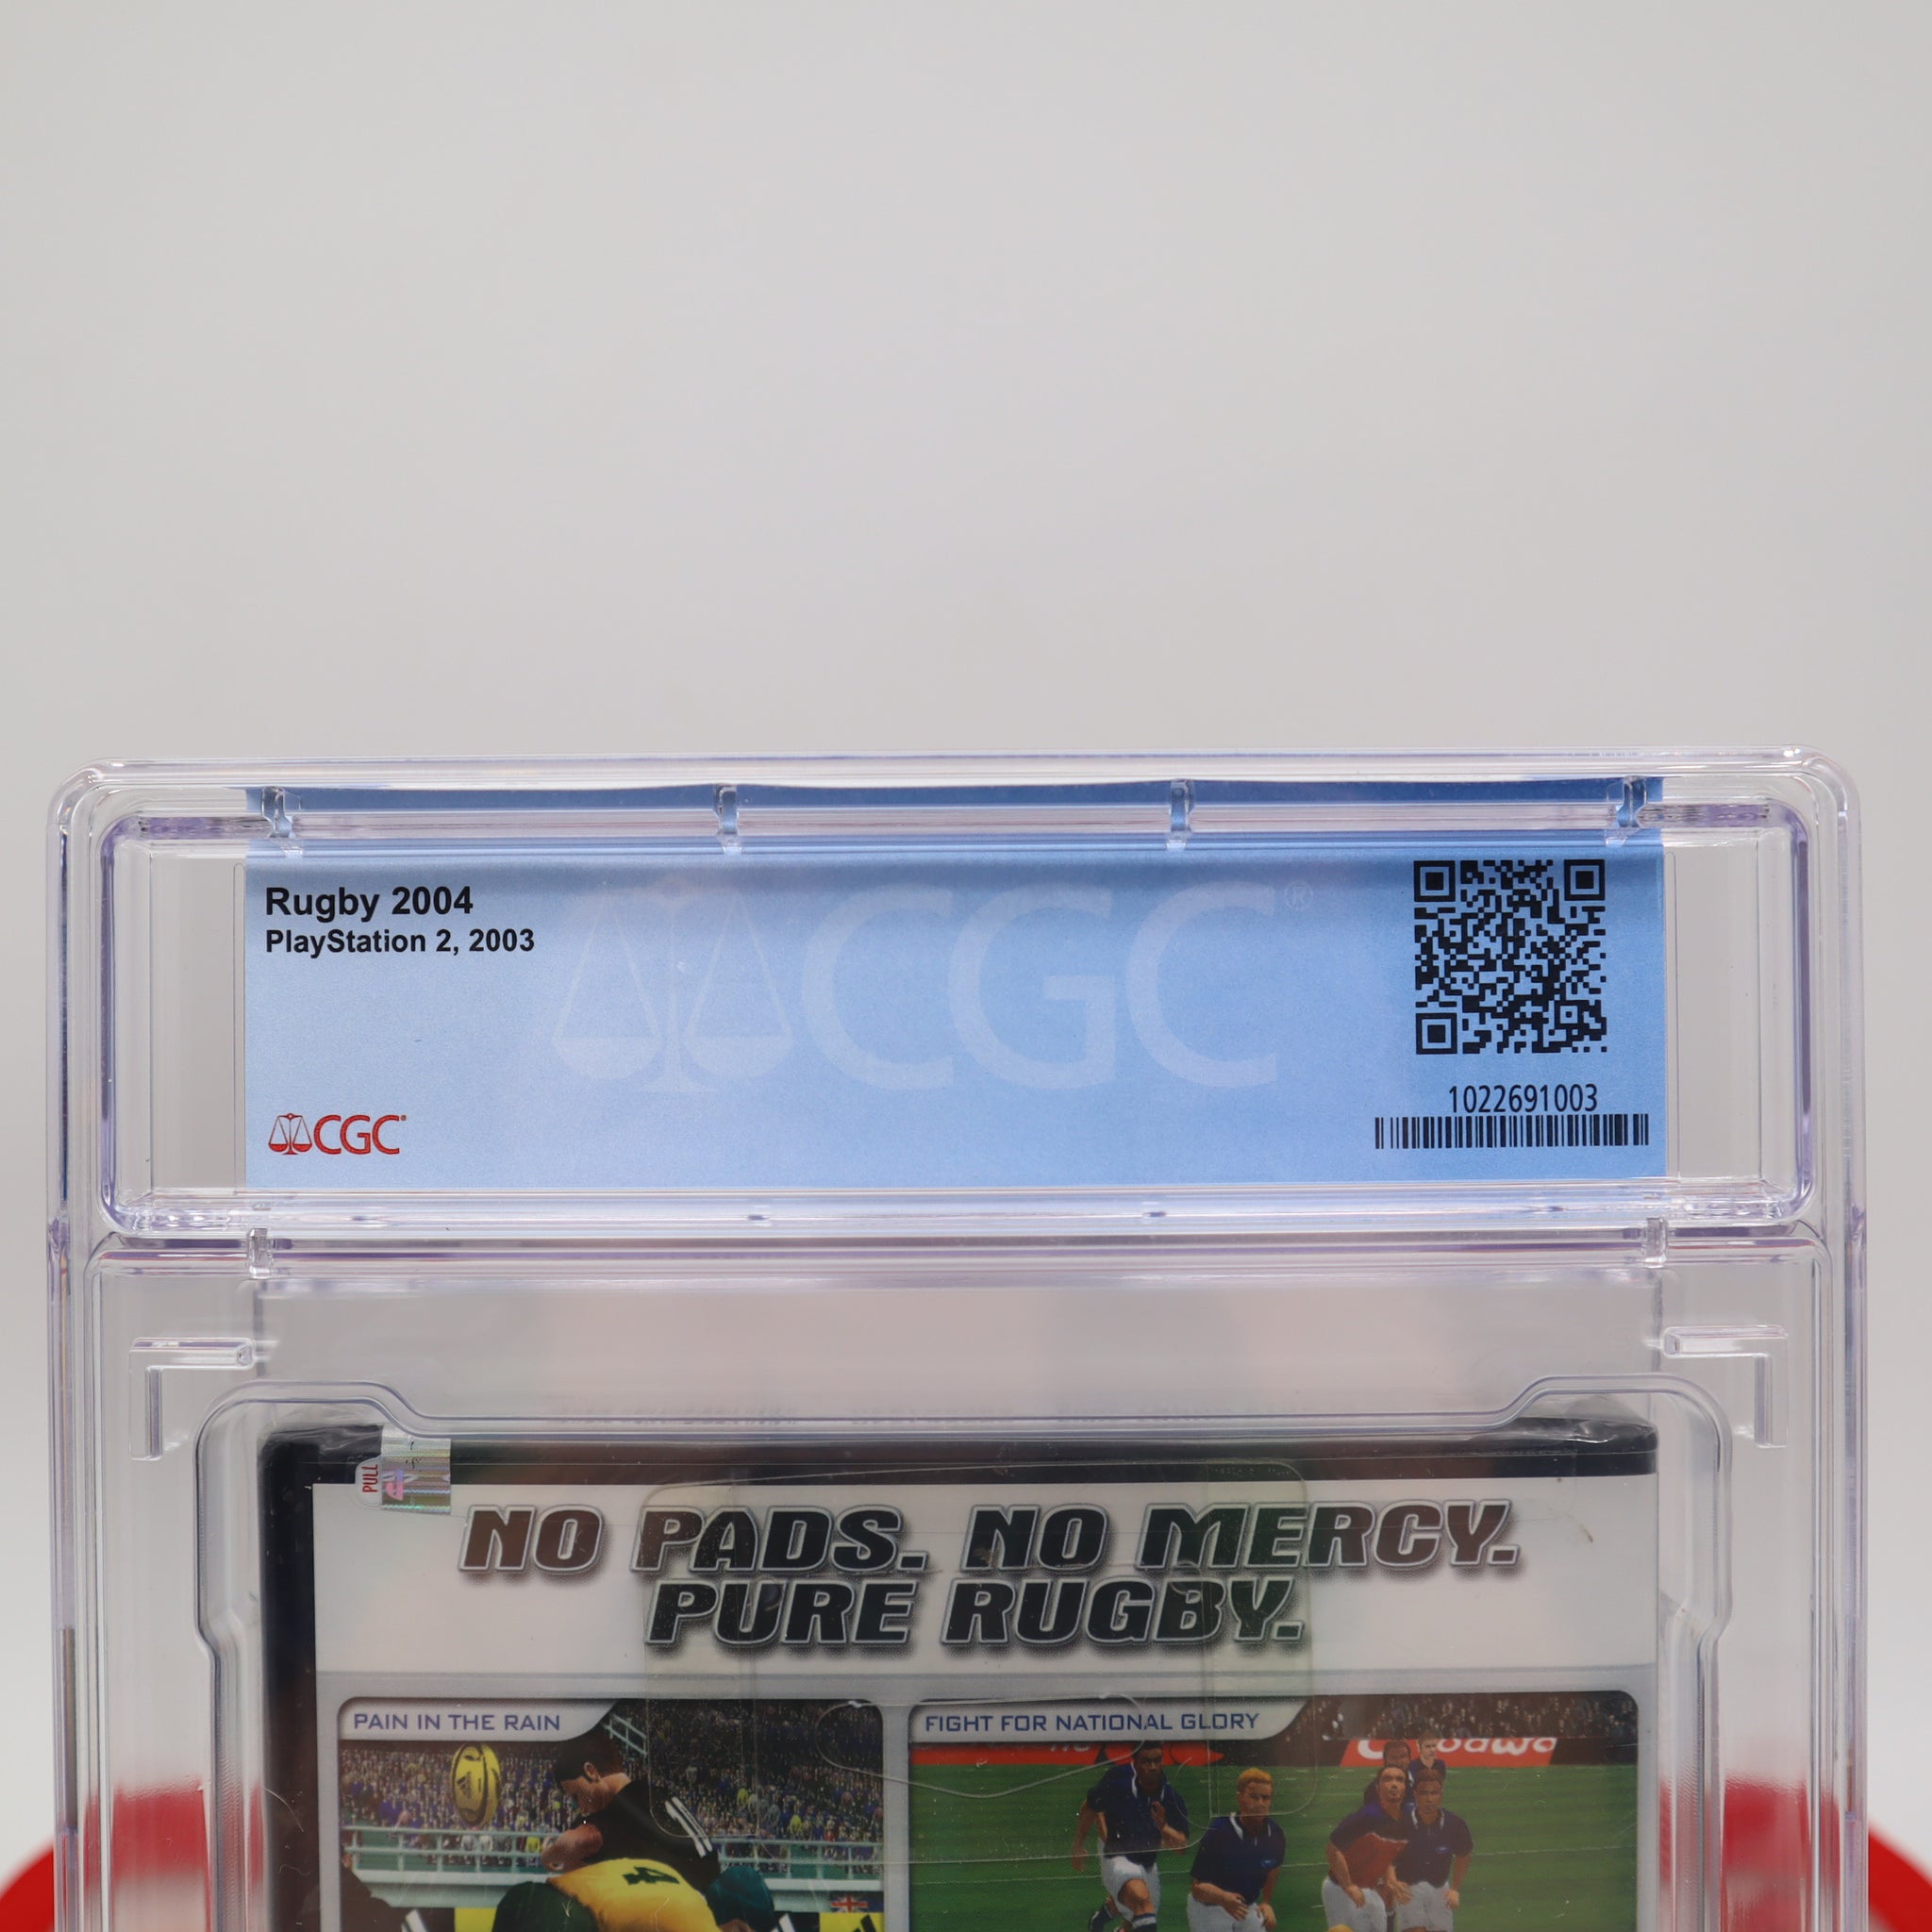 Rugby 2004
PlayStation 2, 2003
CGC®
1022691003
CGC®
PULL
NO PADS. NO MERCY.
PURE RUGBY.
PAIN IN THE RAIN
FIGHT FOR NATIONAL GLORY
4